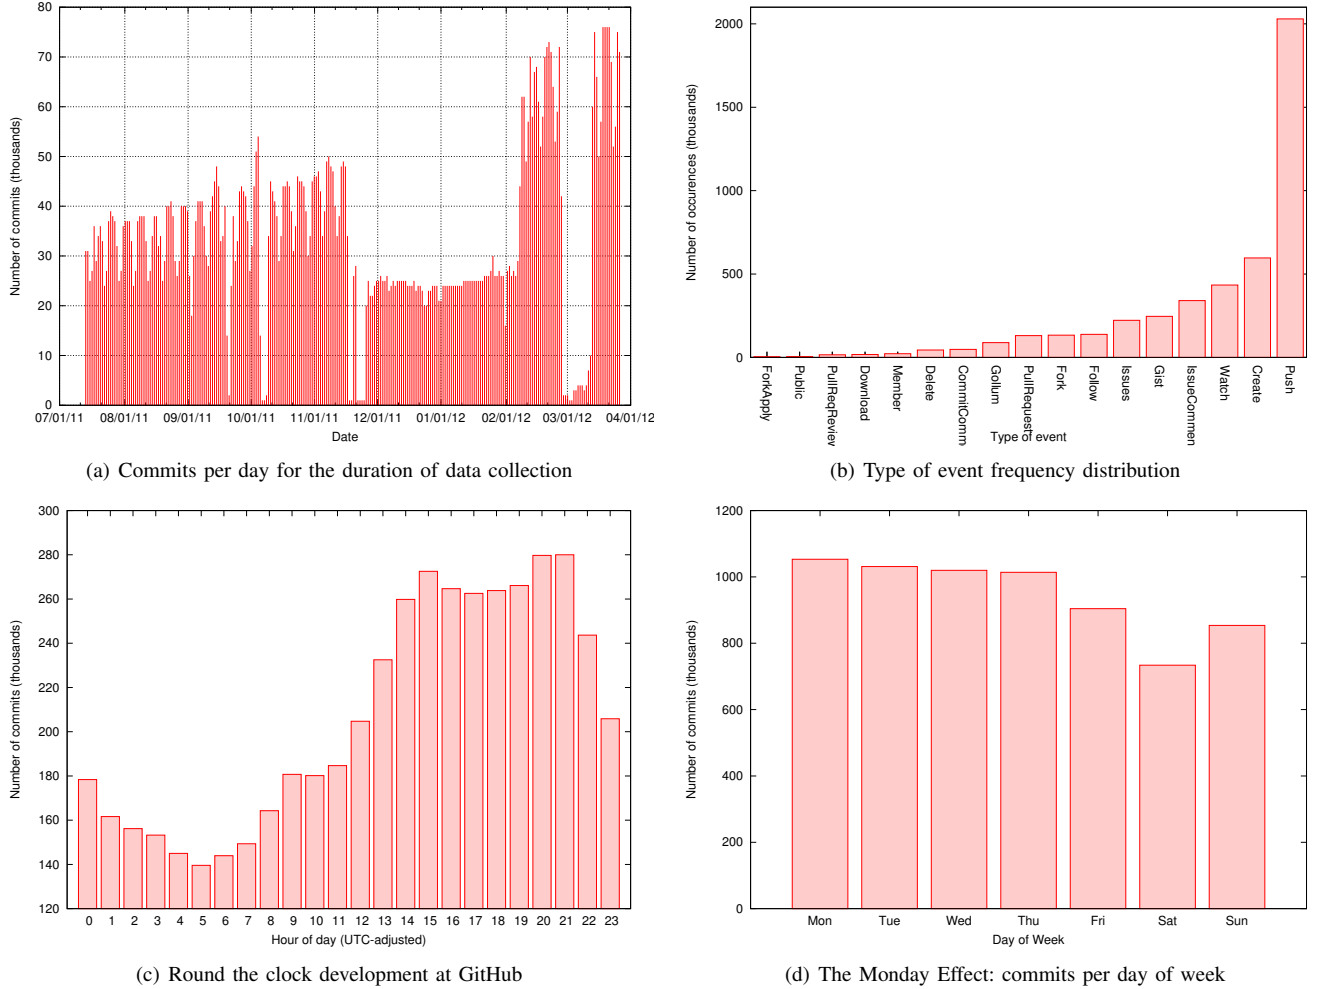 80
70
60
50
40
30
20
10
0
07/01/11 08/01/11 09/01/11 10/01/11 11/01/11 12/01/11 01/01/12 02/01/12 03/01/12 04/01/12
Number of commits (thousands)
Date
(a) Commits per day for the duration of data collection
2000
1500
1000
500
0
Number of occurences (thousands)
ForkApply
Public
PullReqReview
Download
Member
Delete
CommitComm
Gollum
PullRequest
Fork
Follow
Issues
Gist
IssueCommen
Watch
Create
Push
Type of event
(b) Type of event frequency distribution
300
280
260
240
220
200
180
160
140
120
0 1 2 3 4 5 6 7 8 9 10 11 12 13 14 15 16 17 18 19 20 21 22 23
Number of commits (thousands)
Hour of day (UTC-adjusted)
(c) Round the clock development at GitHub
1200
1000
800
600
400
200
0
Number of commits (thousands)
Mon Tue Wed Thu Fri Sat Sun
Day of Week
(d) The Monday Effect: commits per day of week